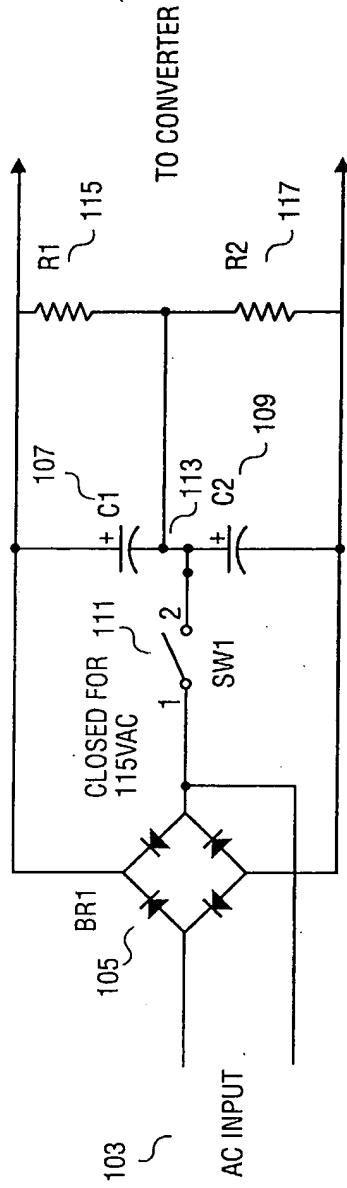 103
AC INPUT
105
BR1
CLOSED FOR
115VAC
111
1
2
SW1
107
+
C1
113
+
C2
109
R1
115
R2
117
TO CONVERTER